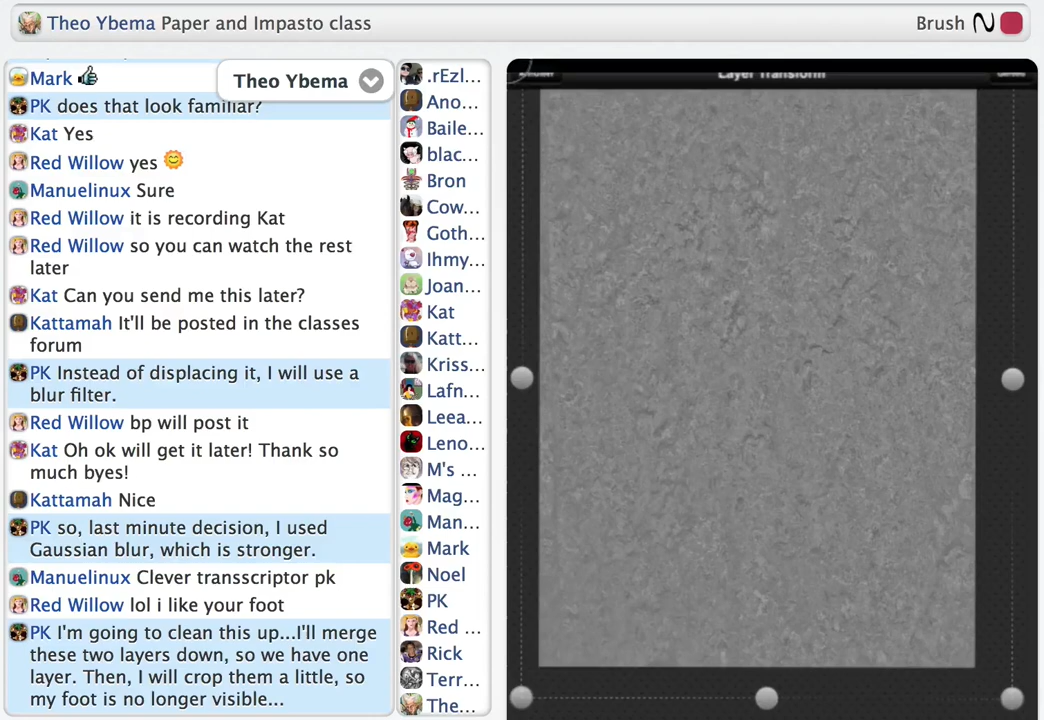 Theo Ybema Paper and Impasto class
Brush
Mark
Theo Ybema
PK does that look familiar?
Kat Yes
Red Willow yes
Manuelinux Sure
Red Willow it is recording Kat
Red Willow so you can watch the rest
later
Kat Can you send me this later?
Kattamah It'll be posted in the classes
forum
PK Instead of displacing it, I will use a
blur filter.
Red Willow bp will post it
Kat Oh ok will get it later! Thank so
much byes!
Kattamah Nice
PK so, last minute decision, I used
Gaussian blur, which is stronger.
Manuelinux Clever transscriptor pk
Red Willow lol i like your foot
PK I'm going to clean this up...I'll merge
these two layers down, so we have one
layer. Then, I will crop them a little, so
my foot is no longer visible...
.rEzl...
Ano...
Baile...
blac...
Bron
Cow...
Goth...
Ihmy...
Joan...
Kat
Katt...
Kriss...
Lafn...
Leea...
Leno...
M's ...
Mag...
Man...
Mark
Noel
PK
Red ...
Rick
Terr...
The...
Layer Transform